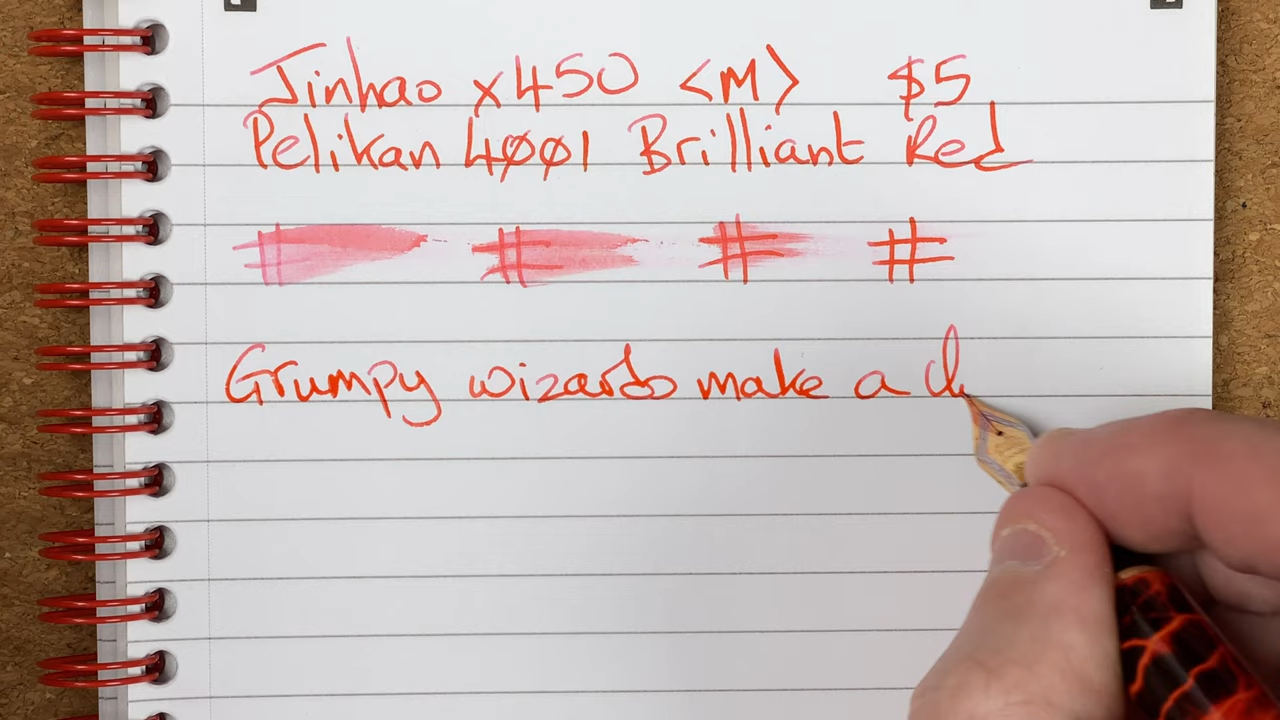 Jinhao x450 <M> $5
Pelikan 4001 Brilliant Red
# # # #
Grumpy wizards make a